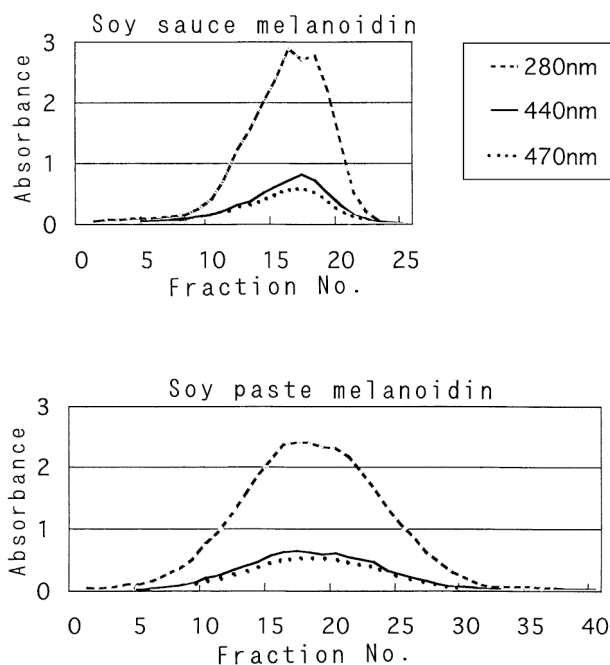 Soy sauce melanoidin
3
2
1
0
Absorbance
0 5 10 15 20 25
Fraction No.
280nm
440nm
470nm
Soy paste melanoidin
3
2
1
0
Absorbance
0 5 10 15 20 25 30 35 40
Fraction No.